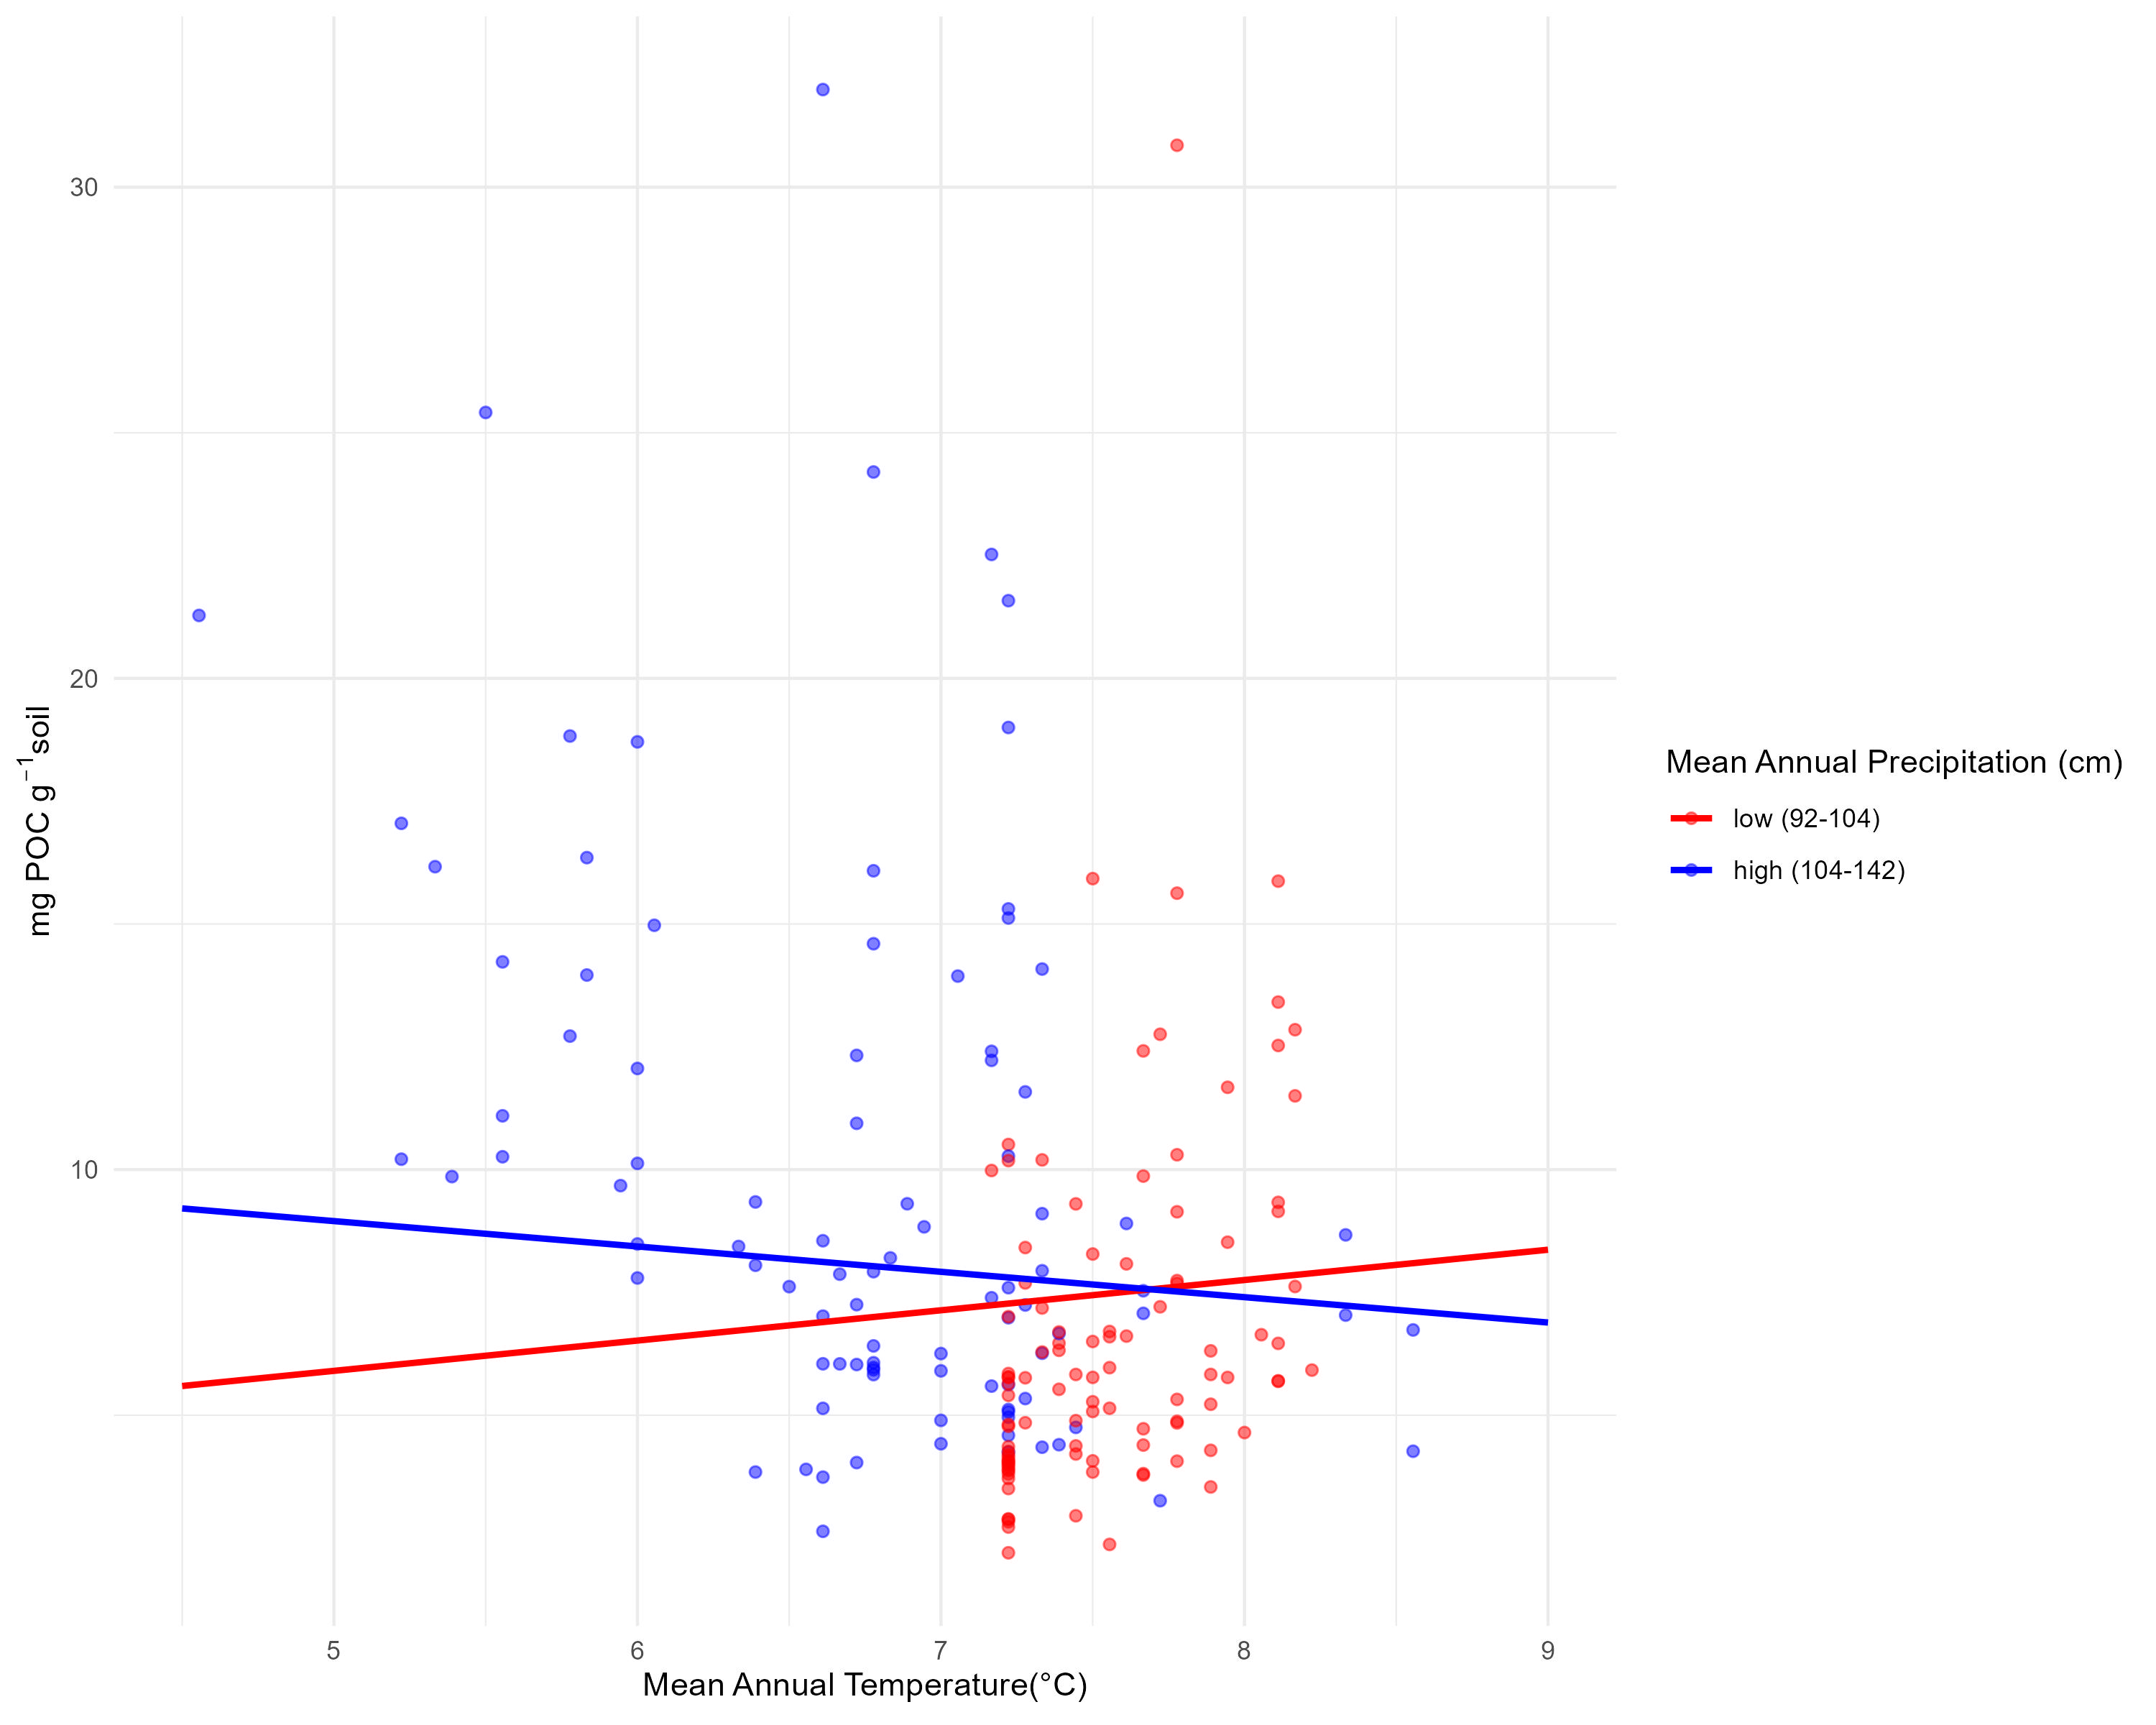 30
20
10
mg POC g⁻¹soil
5 6 7 8 9
Mean Annual Temperature(°C)
Mean Annual Precipitation (cm)
low (92-104)
high (104-142)